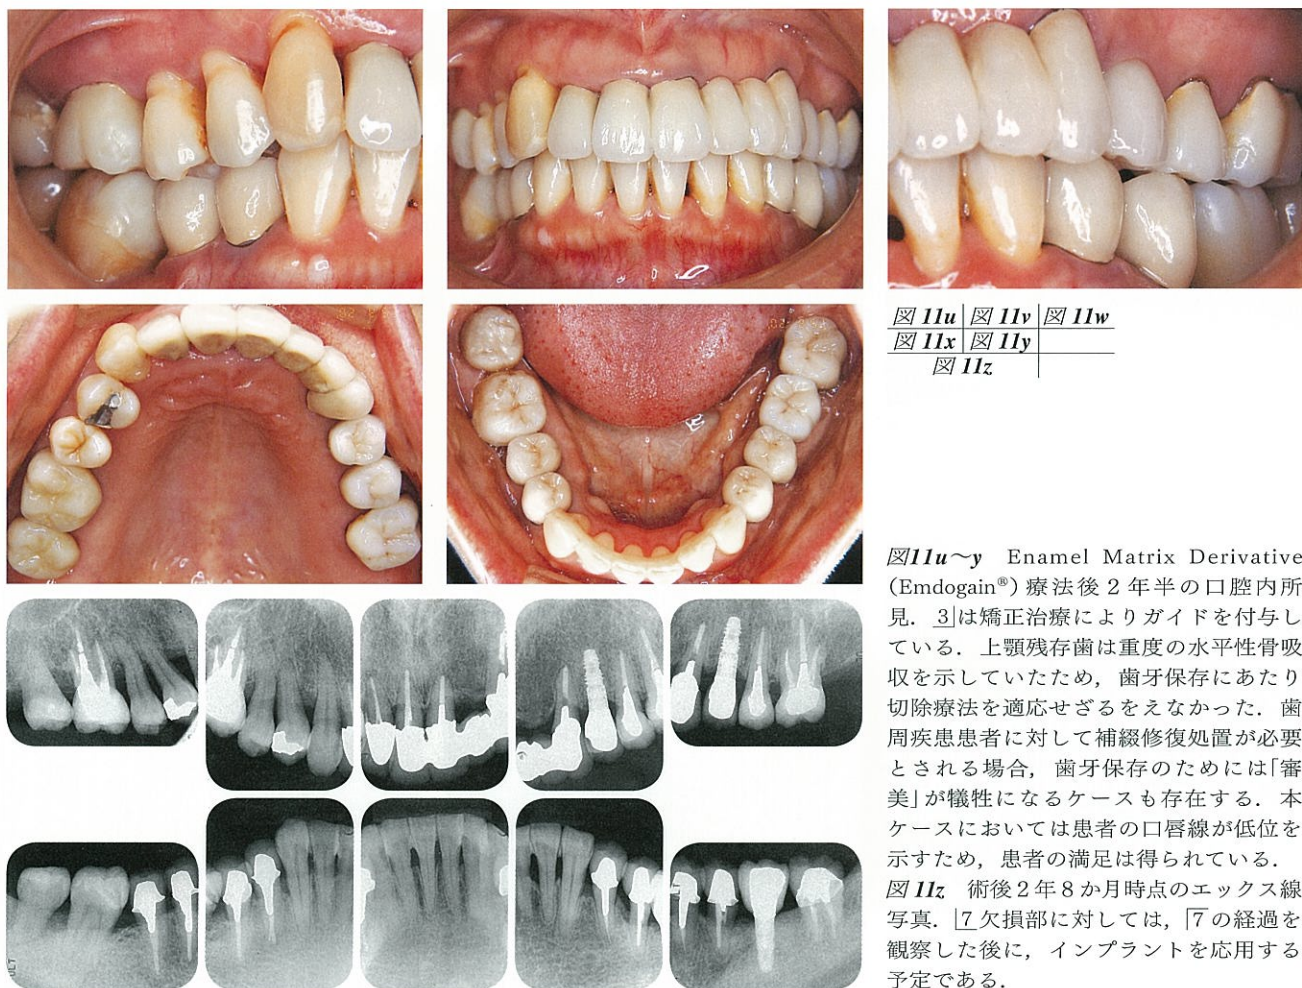 図11u 図11v 図11w
図11x 図11y
図11z
図11u～y Enamel Matrix Derivative
(Emdogain®)療法後2年半の口腔内所
見．3|は矯正治療によりガイドを付与し
ている．上顎残存歯は重度の水平性骨吸
収を示していたため，歯牙保存にあたり
切除療法を適応せざるをえなかった．歯
周疾患患者に対して補綴修復処置が必要
とされる場合，歯牙保存のためには「審
美」が犠牲になるケースも存在する．本
ケースにおいては患者の口唇線が低位を
示すため，患者の満足は得られている．
図11z 術後2年8か月時点のエックス線
写真．|7欠損部に対しては，|7の経過を
観察した後に，インプラントを応用する
予定である．